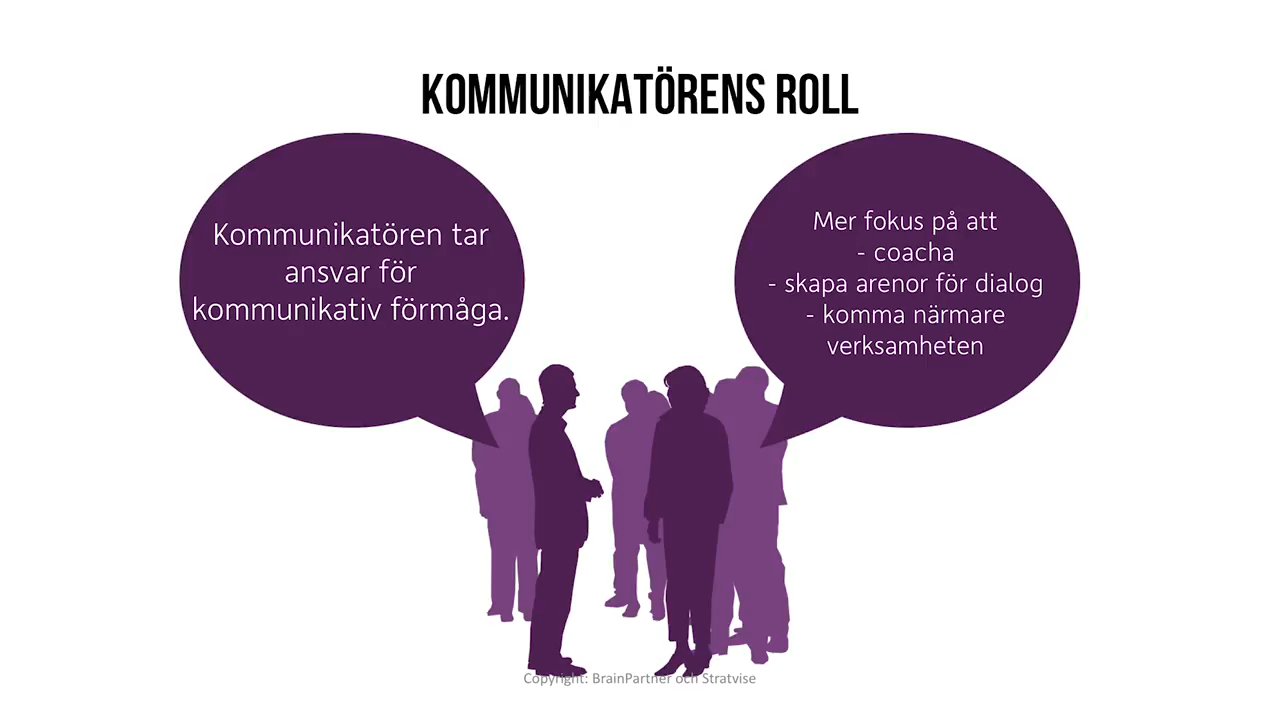 KOMMUNIKATÖRENS ROLL
Kommunikatören tar
ansvar för
kommunikativ förmåga.
Mer fokus på att
- coacha
- skapa arenor för dialog
- komma närmare
verksamheten
Copyright: BrainPartner och Stratvise